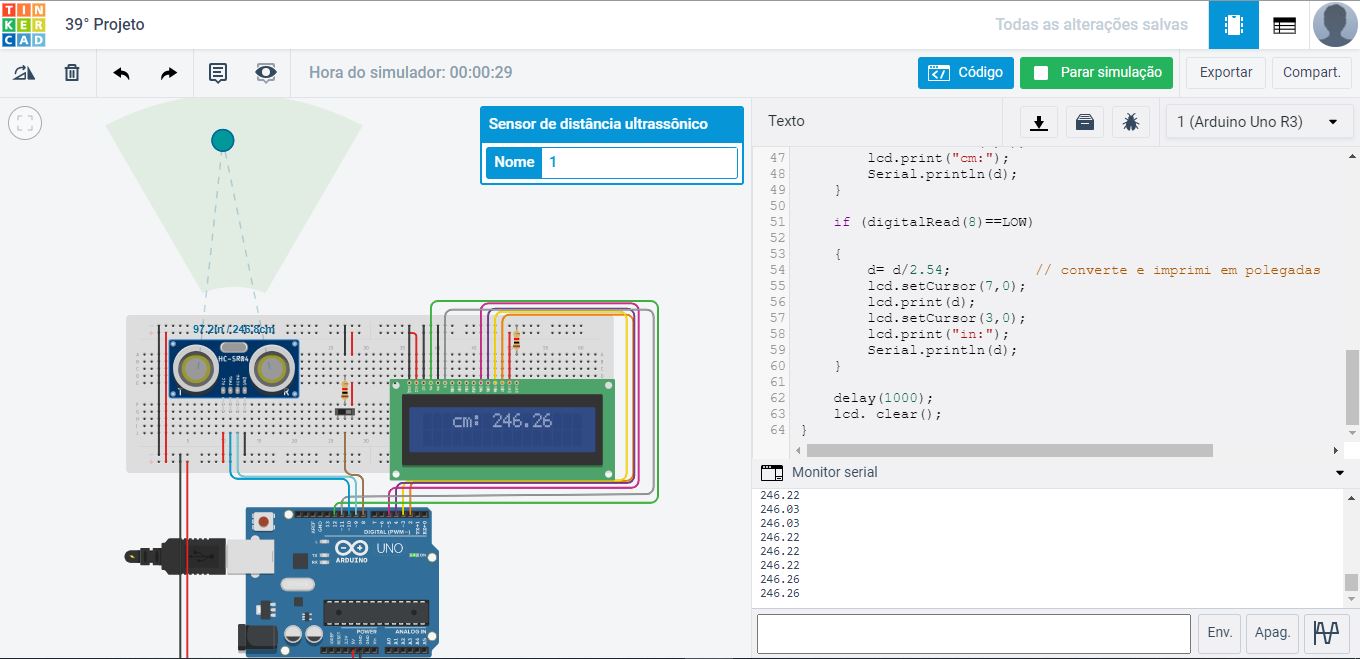 TIN
KER
CAD
39° Projeto
Todas as alterações salvas
Hora do simulador: 00:00:29
Código
Parar simulação
Exportar
Compart.
Sensor de distância ultrassônico
Nome
1
97.2in / 246.8cm
HC-SR04
T
R
cm: 246.26
DIGITAL (PWM~)
UNO
ARDUINO
L
TX
RX
ON
POWER
ANALOG IN
Texto
1 (Arduino Uno R3)
47 lcd.print("cm:");
48 Serial.println(d);
49 }
50
51 if (digitalRead(8)==LOW)
52
53 {
54 d= d/2.54; // converte e imprimi em polegadas
55 lcd.setCursor(7,0);
56 lcd.print(d);
57 lcd.setCursor(3,0);
58 lcd.print("in:");
59 Serial.println(d);
60 }
61
62 delay(1000);
63 lcd. clear();
64 }
Monitor serial
246.22
246.03
246.03
246.22
246.22
246.22
246.26
246.26
Env.
Apag.